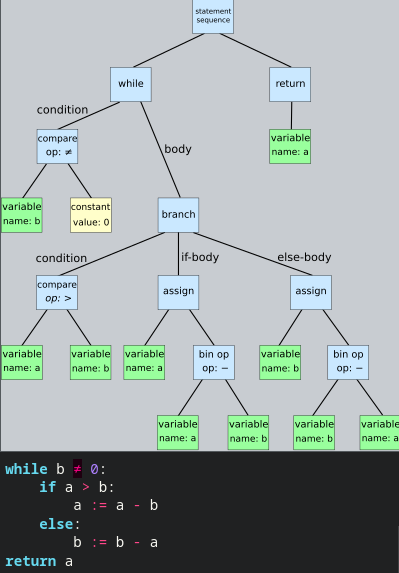 statement
sequence
while
return
condition
compare
op: ≠
variable
name: a
body
variable
name: b
constant
value: 0
branch
condition
if-body
else-body
compare
op: >
assign
assign
variable
name: a
variable
name: b
variable
name: a
bin op
op: −
variable
name: b
bin op
op: −
variable
name: a
variable
name: b
variable
name: b
variable
name: a
while b ≠ 0:
if a > b:
a := a - b
else:
b := b - a
return a